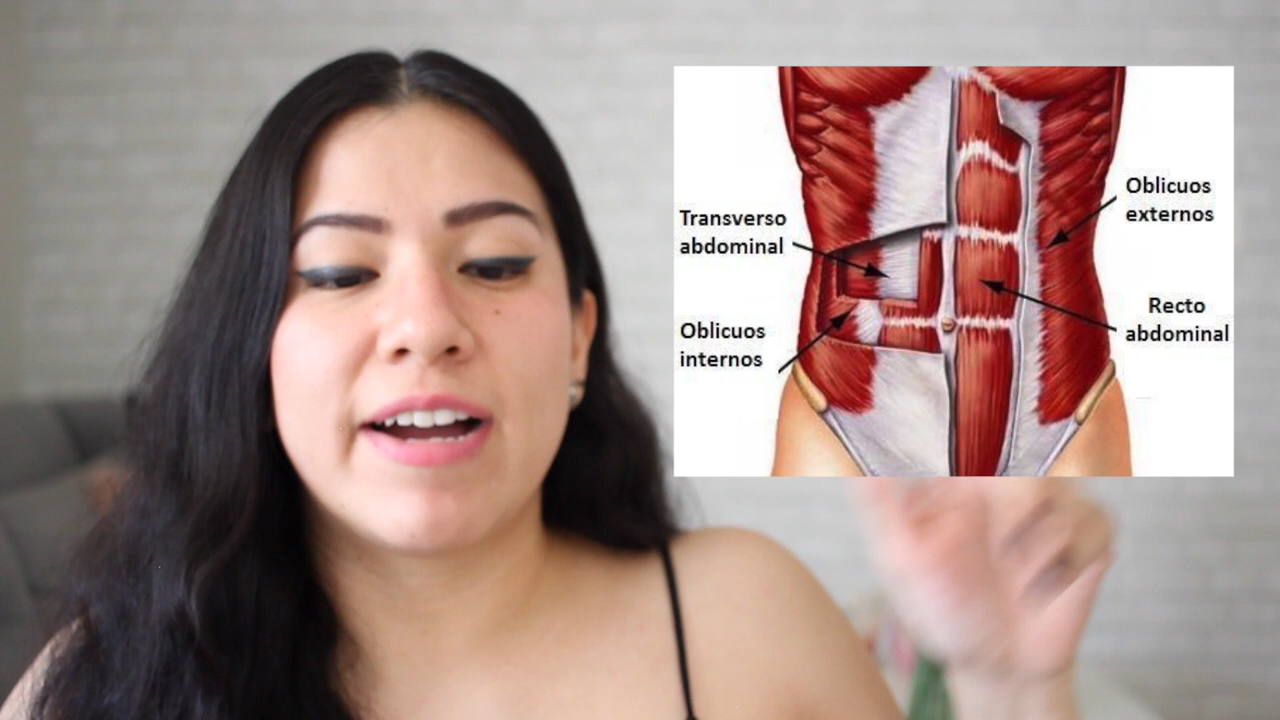 Transverso
abdominal
Oblicuos
internos
Oblicuos
externos
Recto
abdominal